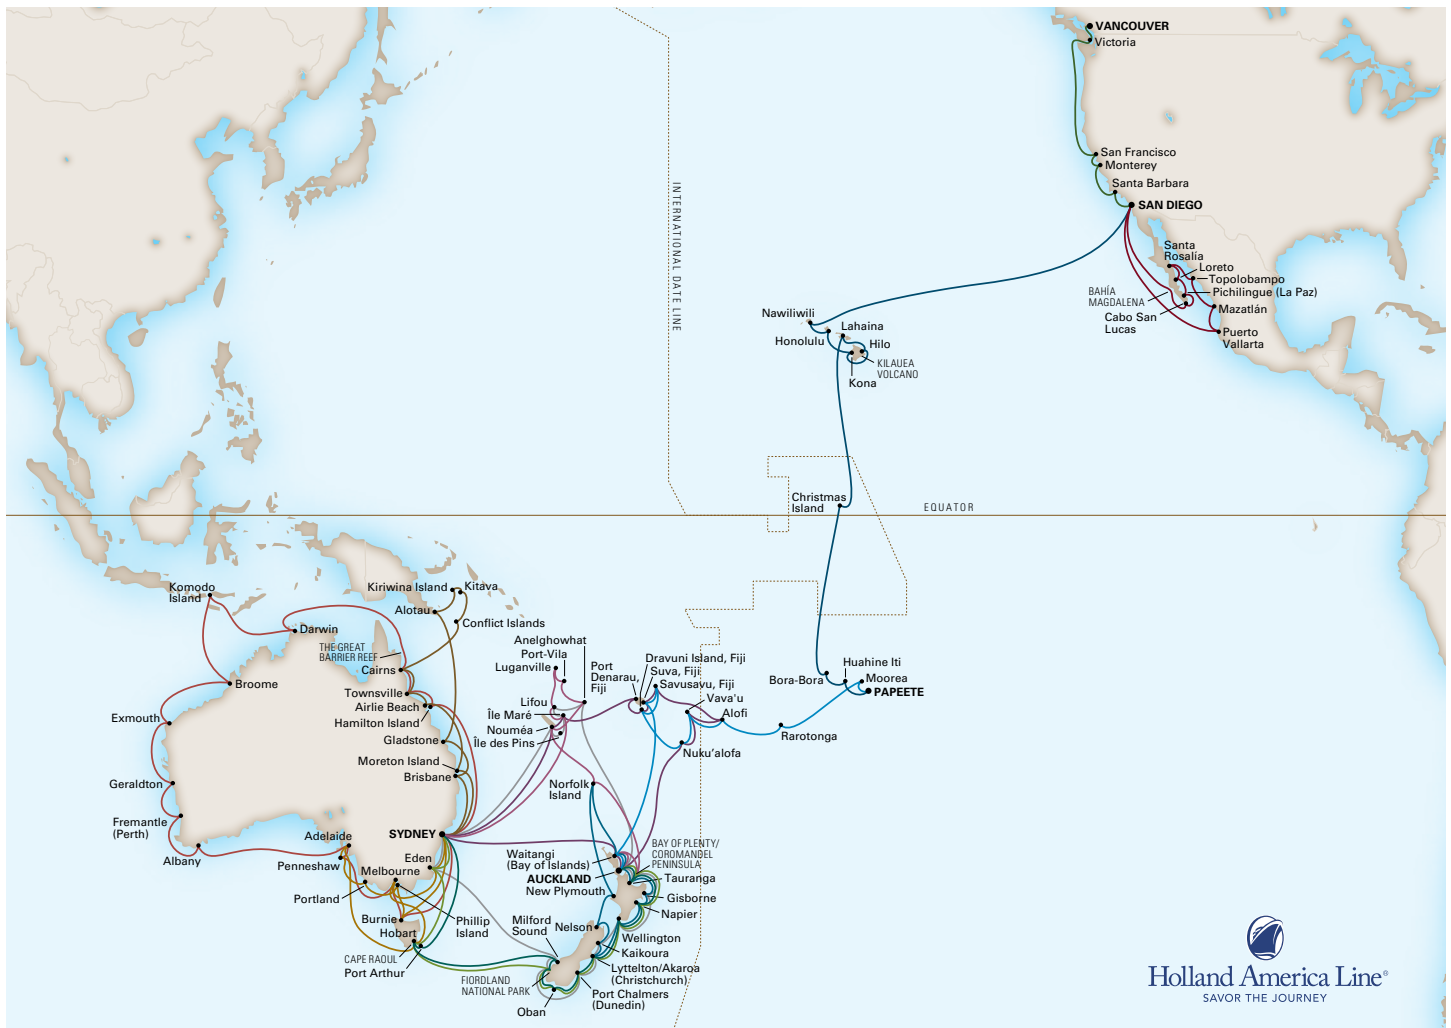 VANCOUVER
Victoria
San Francisco
Monterey
Santa Barbara
SAN DIEGO
Santa
Rosalía
Loreto
Topolobampo
Pichilingue (La Paz)
BAHÍA
MAGDALENA
Cabo San
Lucas
Mazatlán
Puerto
Vallarta
INTERNATIONAL DATE LINE
Nawiliwili
Lahaina
Honolulu
Hilo
KILAUEA
VOLCANO
Kona
Christmas
Island
EQUATOR
Komodo
Island
Kiriwina Island
Kitava
Alotau
Conflict Islands
Darwin
THE GREAT
BARRIER REEF
Cairns
Broome
Townsville
Airlie Beach
Hamilton Island
Exmouth
Gladstone
Moreton Island
Brisbane
Geraldton
Fremantle
(Perth)
Albany
Adelaide
SYDNEY
Penneshaw
Eden
Melbourne
Portland
Burnie
Hobart
Phillip
Island
CAPE RAOUL
Port Arthur
Anelghowhat
Port-Vila
Luganville
Port
Denarau,
Fiji
Dravuni Island, Fiji
Suva, Fiji
Savusavu, Fiji
Vava'u
Alofi
Lifou
Île Maré
Nouméa
Île des Pins
Nuku'alofa
Norfolk
Island
Huahine Iti
Moorea
Bora-Bora
PAPEETE
Rarotonga
Waitangi
(Bay of Islands)
BAY OF PLENTY/
COROMANDEL
PENINSULA
AUCKLAND
Tauranga
New Plymouth
Gisborne
Napier
Milford
Sound
Nelson
Wellington
Kaikoura
FIORDLAND
NATIONAL PARK
Lyttelton/Akaroa
(Christchurch)
Port Chalmers
(Dunedin)
Oban
Holland America Line®
SAVOR THE JOURNEY